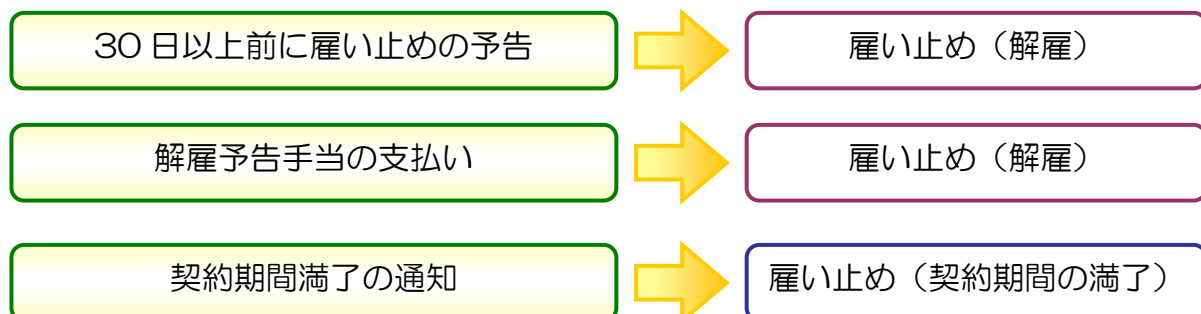 30日以上前に雇い止めの予告
雇い止め（解雇）
解雇予告手当の支払い
雇い止め（解雇）
契約期間満了の通知
雇い止め（契約期間の満了）